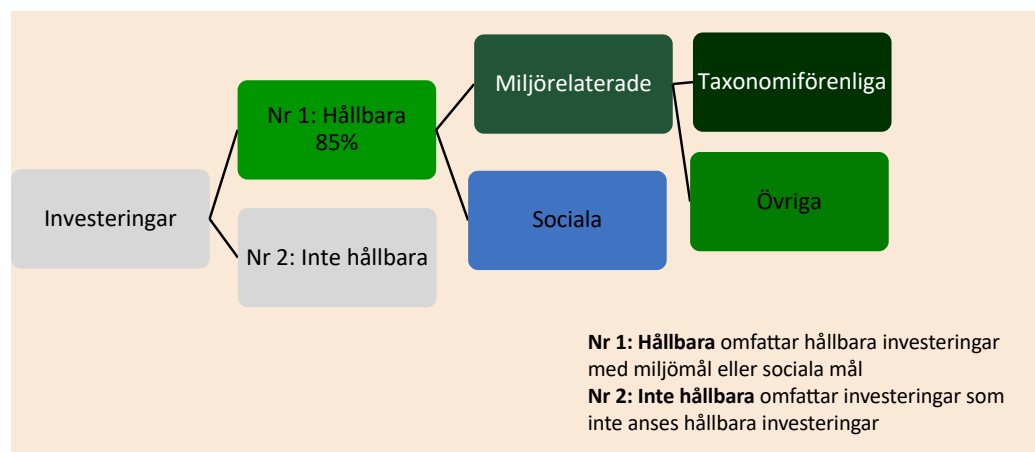 Investeringar
Nr 1: Hållbara
85%
Nr 2: Inte hållbara
Miljörelaterade
Sociala
Taxonomiförenliga
Övriga
Nr 1: Hållbara omfattar hållbara investeringar
med miljömål eller sociala mål
Nr 2: Inte hållbara omfattar investeringar som
inte anses hållbara investeringar